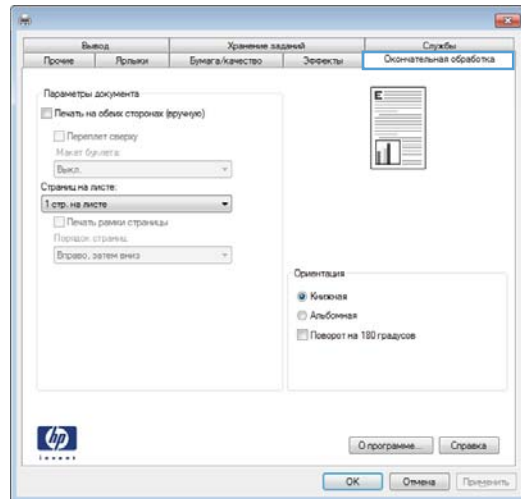 Вывод Хранение заданий Службы
Прочие Ярлыки Бумага/качество Эффекты Окончательная обработка
Параметры документа
Печать на обеих сторонах (вручную)
Переплет сверху
Макет буклета:
Выкл.
Страниц на листе:
1 стр. на листе
Печать рамки страницы
Порядок страниц:
Вправо, затем вниз
E
Ориентация
Книжная
Альбомная
Поворот на 180 градусов
hp
invent
О программе... Справка
OK Отмена Применить